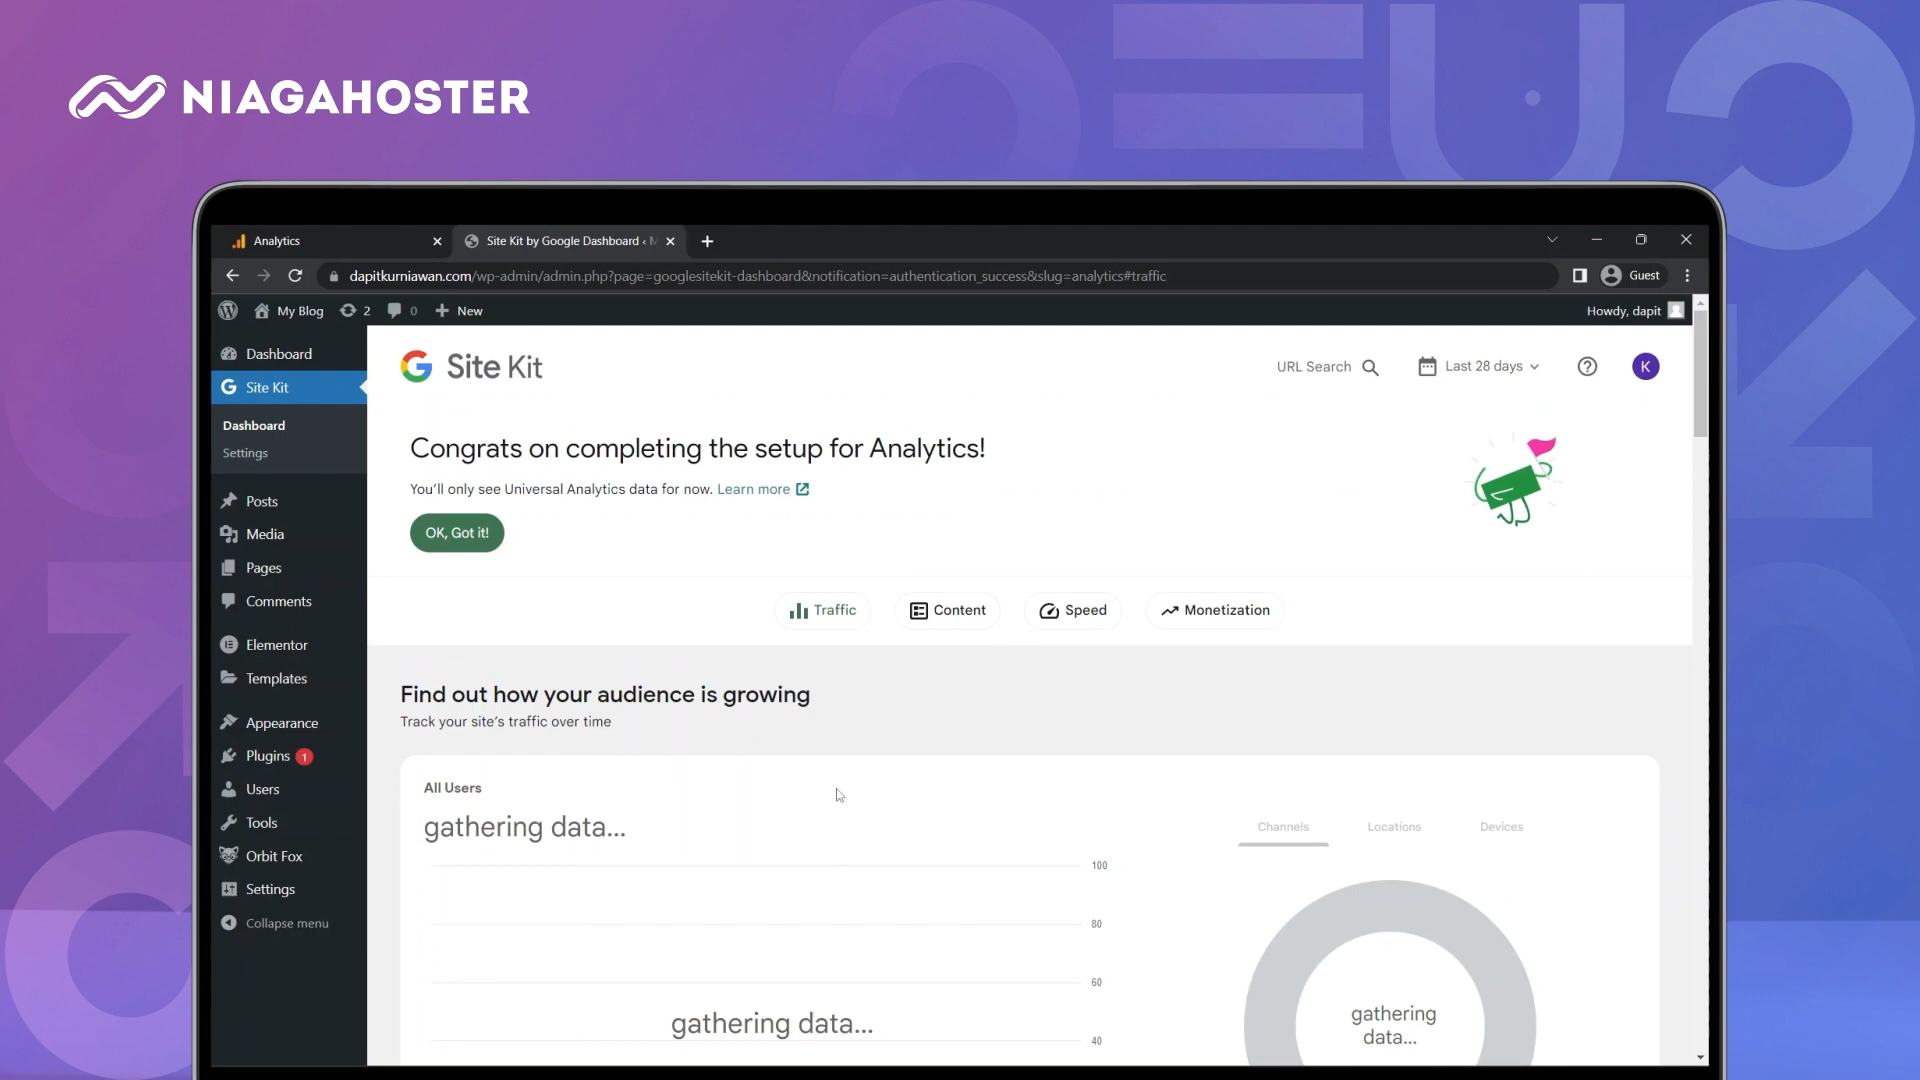 NIAGAHOSTER
Analytics
Site Kit by Google Dashboard ‹ M
dapitkurniawan.com/wp-admin/admin.php?page=googlesitekit-dashboard&notification=authentication_success&slug=analytics#traffic
Guest
My Blog
2
0
New
Howdy, dapit
Dashboard
Site Kit
Dashboard
Settings
Posts
Media
Pages
Comments
Elementor
Templates
Appearance
Plugins 1
Users
Tools
Orbit Fox
Settings
Collapse menu
Site Kit
URL Search
Last 28 days
K
Congrats on completing the setup for Analytics!
You'll only see Universal Analytics data for now. Learn more
OK, Got it!
Traffic
Content
Speed
Monetization
Find out how your audience is growing
Track your site's traffic over time
All Users
gathering data...
Channels
Locations
Devices
100
80
60
40
gathering data...
gathering
data...